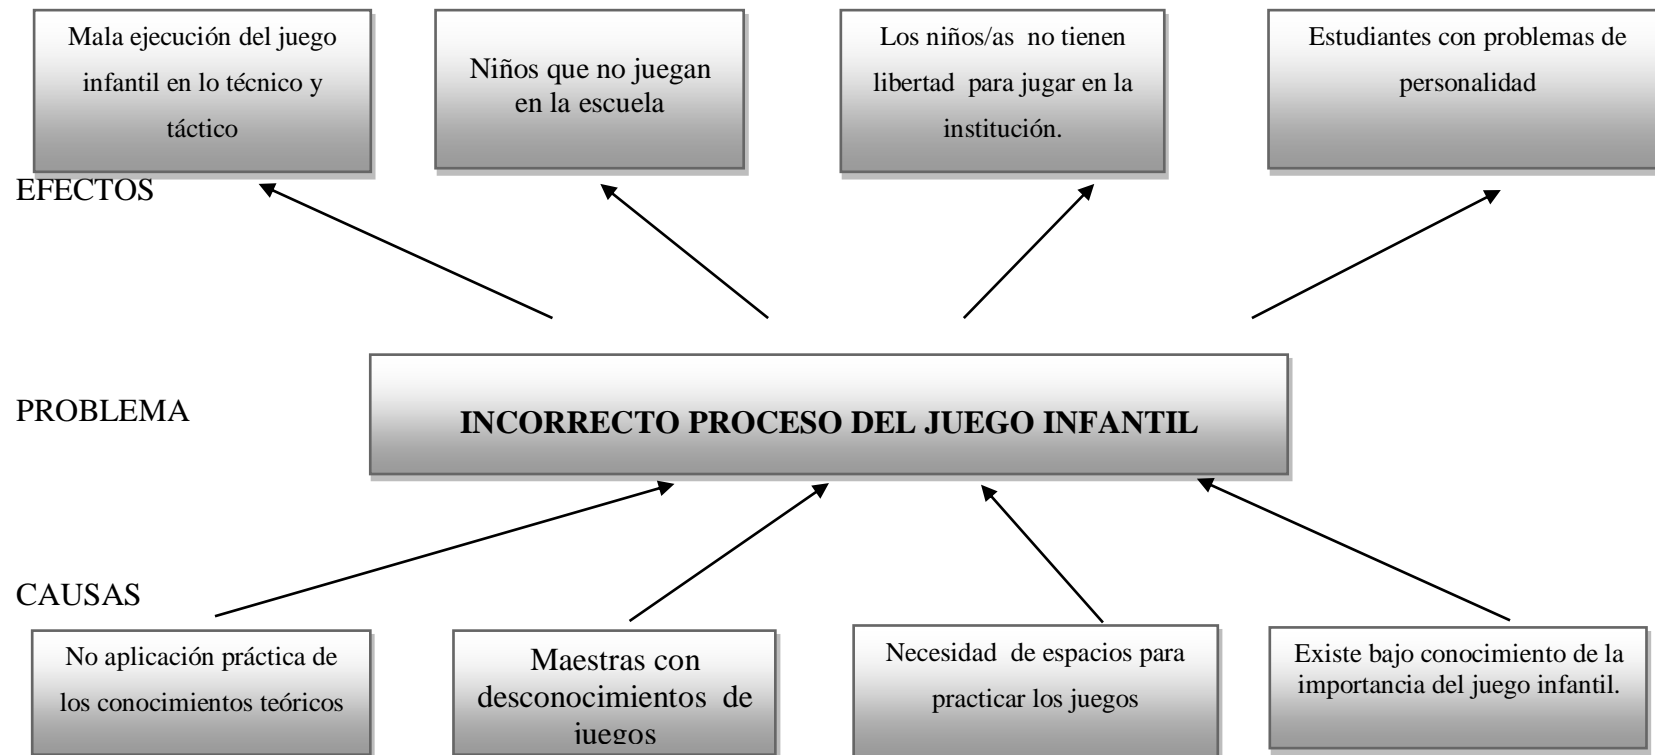 Mala ejecución del juego
infantil en lo técnico y
táctico
Niños que no juegan
en la escuela
Los niños/as no tienen
libertad para jugar en la
institución.
Estudiantes con problemas de
personalidad
EFECTOS
PROBLEMA
INCORRECTO PROCESO DEL JUEGO INFANTIL
CAUSAS
No aplicación práctica de
los conocimientos teóricos
Maestras con
desconocimientos de
juegos
Necesidad de espacios para
practicar los juegos
Existe bajo conocimiento de la
importancia del juego infantil.